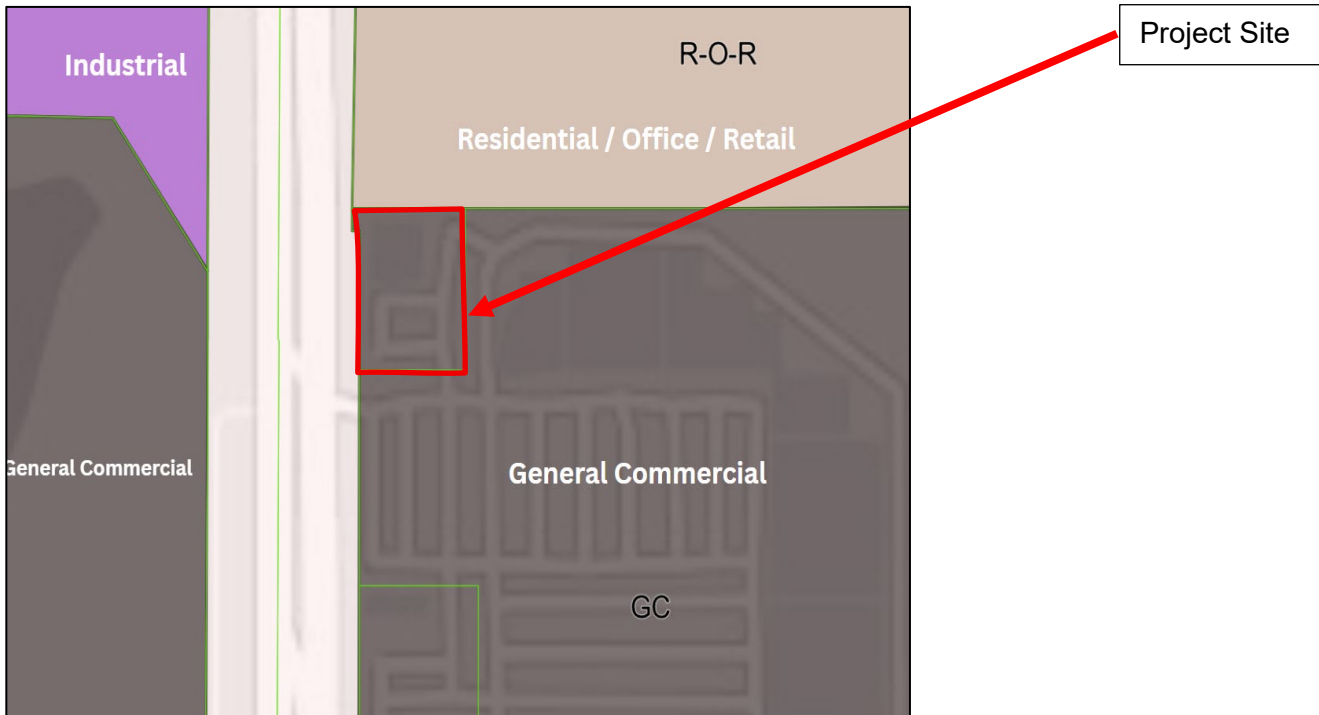 Project Site
R-O-R
Industrial
Residential / Office / Retail
General Commercial
General Commercial
GC